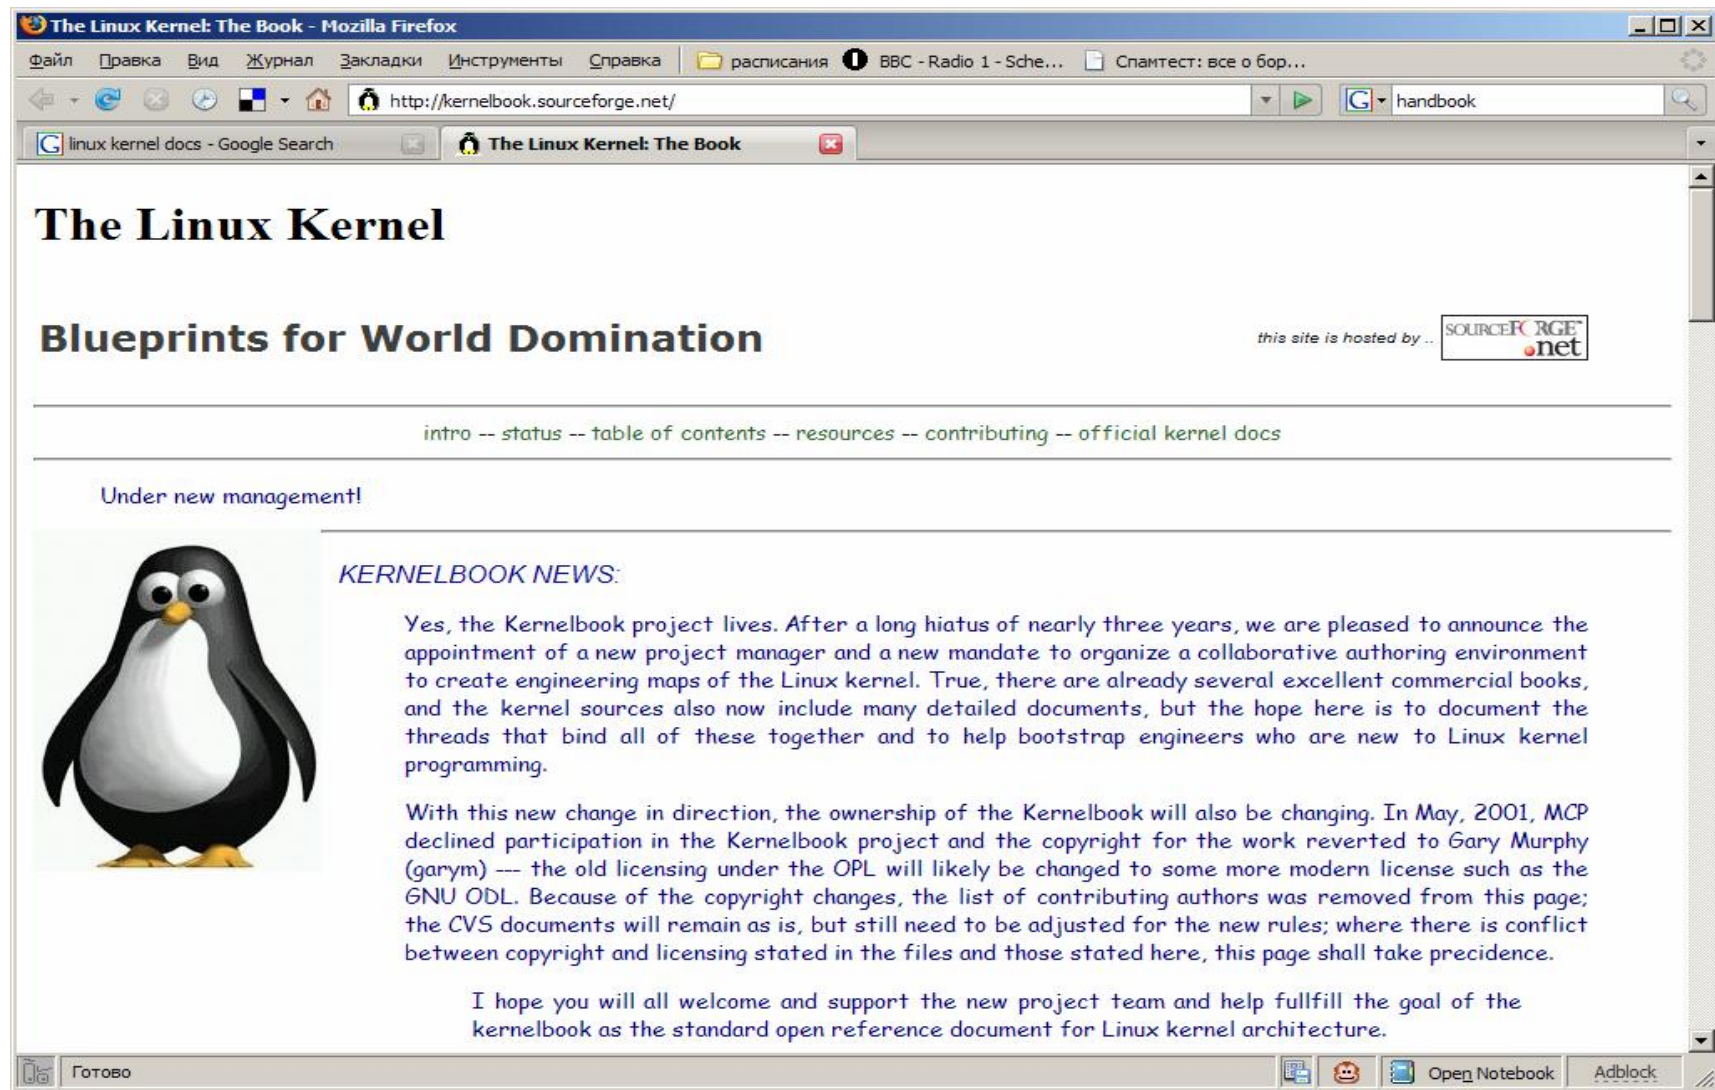 The Linux Kernel: The Book - Mozilla Firefox
Файл Правка Вид Журнал Закладки Инструменты Справка расписания BBC - Radio 1 - Sche... Спамтест: все о бор...
http://kernelbook.sourceforge.net/ G handbook
G linux kernel docs - Google Search The Linux Kernel: The Book
The Linux Kernel
Blueprints for World Domination
this site is hosted by .. SOURCEFORGE .net
intro -- status -- table of contents -- resources -- contributing -- official kernel docs
Under new management!
KERNELBOOK NEWS:
Yes, the Kernelbook project lives. After a long hiatus of nearly three years, we are pleased to announce the
appointment of a new project manager and a new mandate to organize a collaborative authoring environment
to create engineering maps of the Linux kernel. True, there are already several excellent commercial books,
and the kernel sources also now include many detailed documents, but the hope here is to document the
threads that bind all of these together and to help bootstrap engineers who are new to Linux kernel
programming.
With this new change in direction, the ownership of the Kernelbook will also be changing. In May, 2001, MCP
declined participation in the Kernelbook project and the copyright for the work reverted to Gary Murphy
(garym) --- the old licensing under the OPL will likely be changed to some more modern license such as the
GNU ODL. Because of the copyright changes, the list of contributing authors was removed from this page;
the CVS documents will remain as is, but still need to be adjusted for the new rules; where there is conflict
between copyright and licensing stated in the files and those stated here, this page shall take precidence.
I hope you will all welcome and support the new project team and help fullfill the goal of the
kernelbook as the standard open reference document for Linux kernel architecture.
Готово Open Notebook Adblock